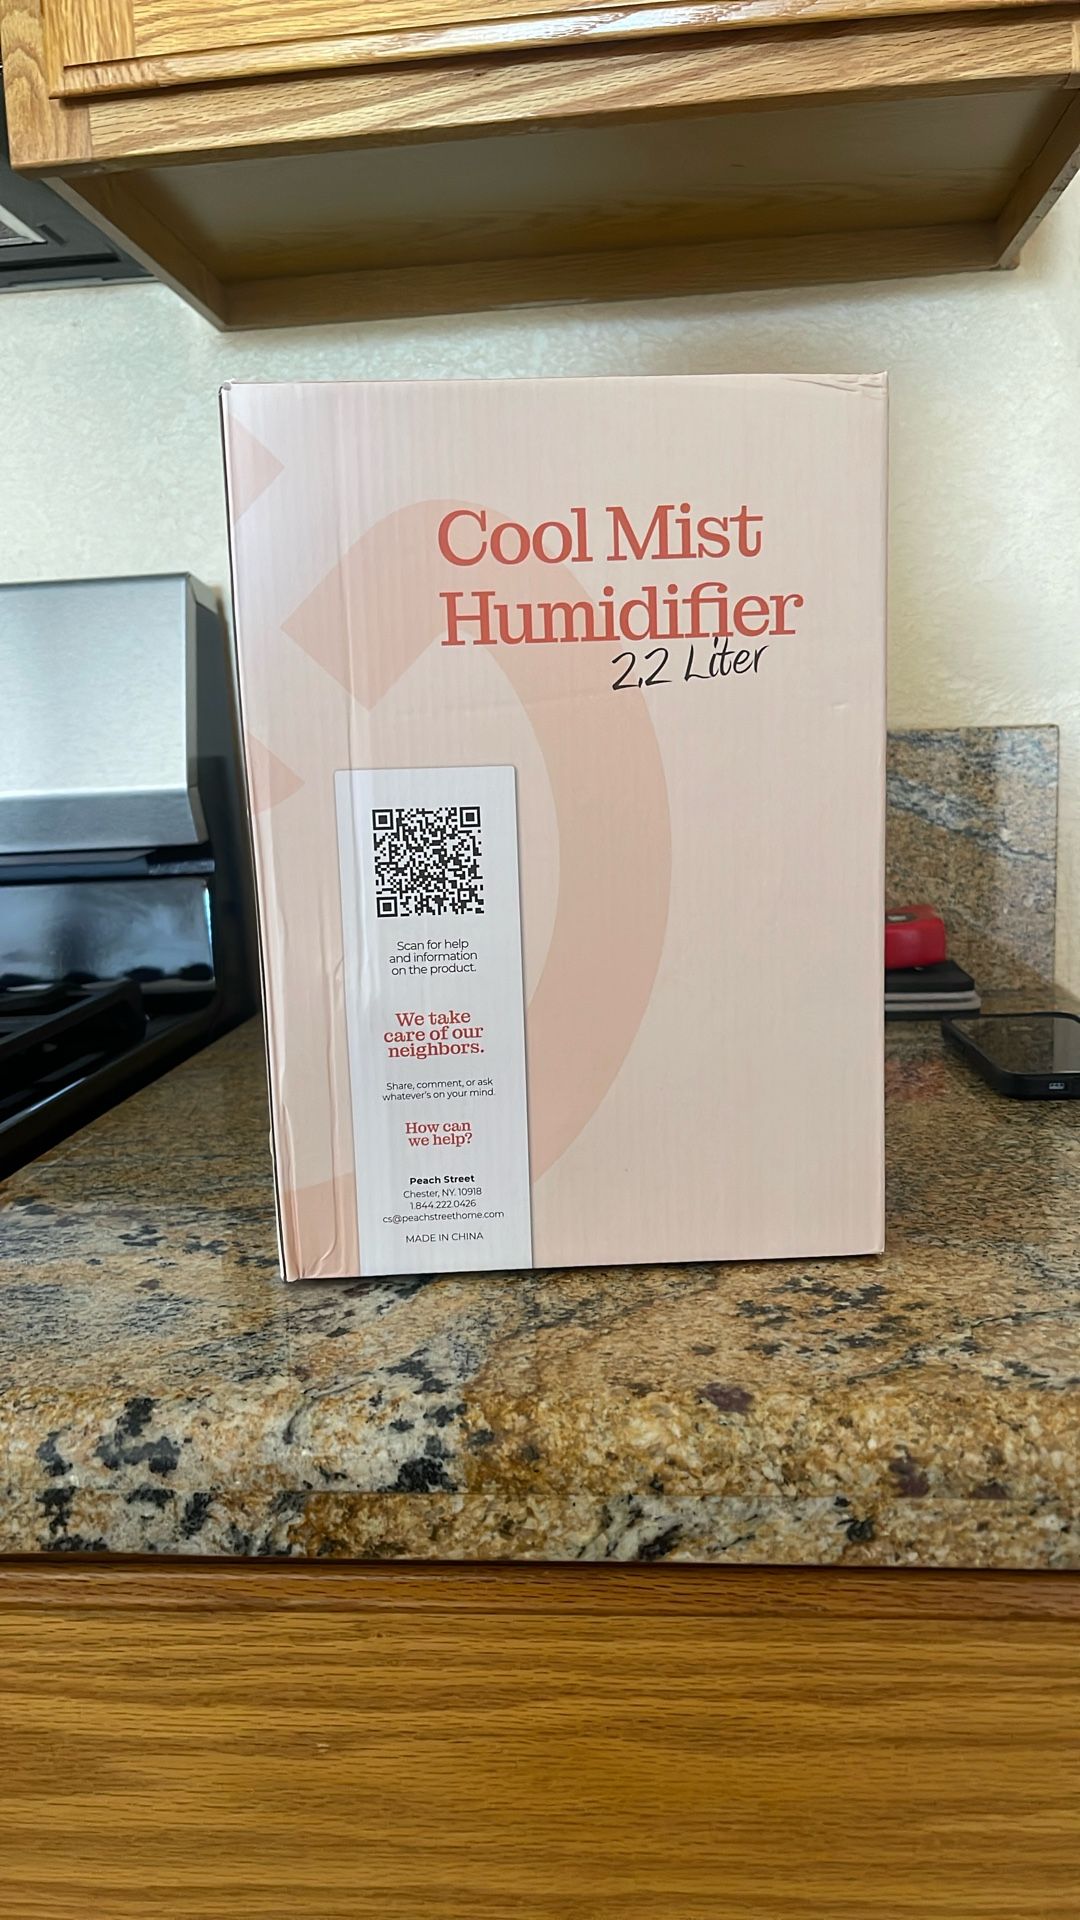 Cool Mist
Humidifier
2.2 Liter
Scan for help
and information
on the product.
We take
care of our
neighbors.
Share, comment, or ask
whatever's on your mind.
How can
we help?
Peach Street
Chester, NY. 10918
1.844.222.0426
cs@peachstreethome.com
MADE IN CHINA